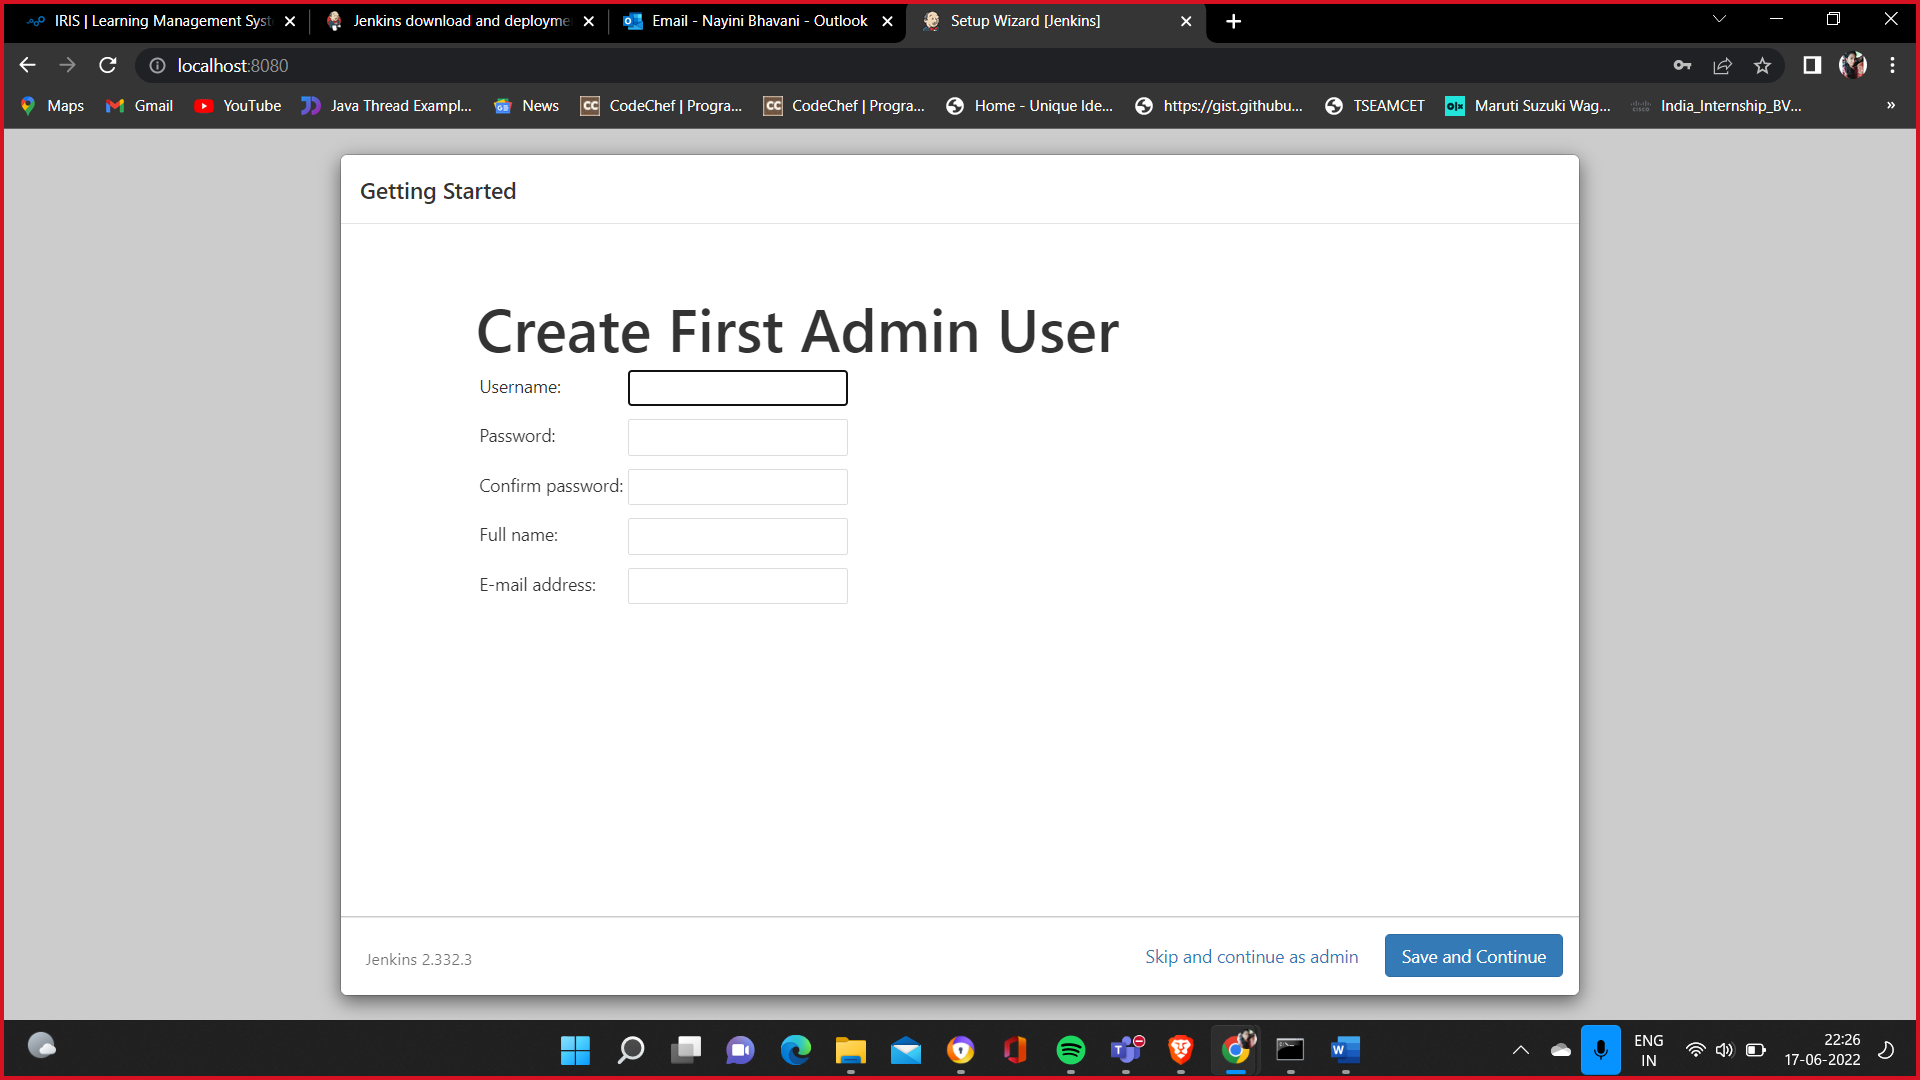 IRIS | Learning Management Syst
Jenkins download and deployme
Email - Nayini Bhavani - Outlook
Setup Wizard [Jenkins]
localhost:8080
Maps
Gmail
YouTube
Java Thread Exampl...
News
CC CodeChef | Progra...
CC CodeChef | Progra...
Home - Unique Ide...
https://gist.githubu...
TSEAMCET
olx Maruti Suzuki Wag...
India_Internship_BV...
»
Getting Started
Create First Admin User
Username:
Password:
Confirm password:
Full name:
E-mail address:
Jenkins 2.332.3
Skip and continue as admin
Save and Continue
ENG
IN
22:26
17-06-2022